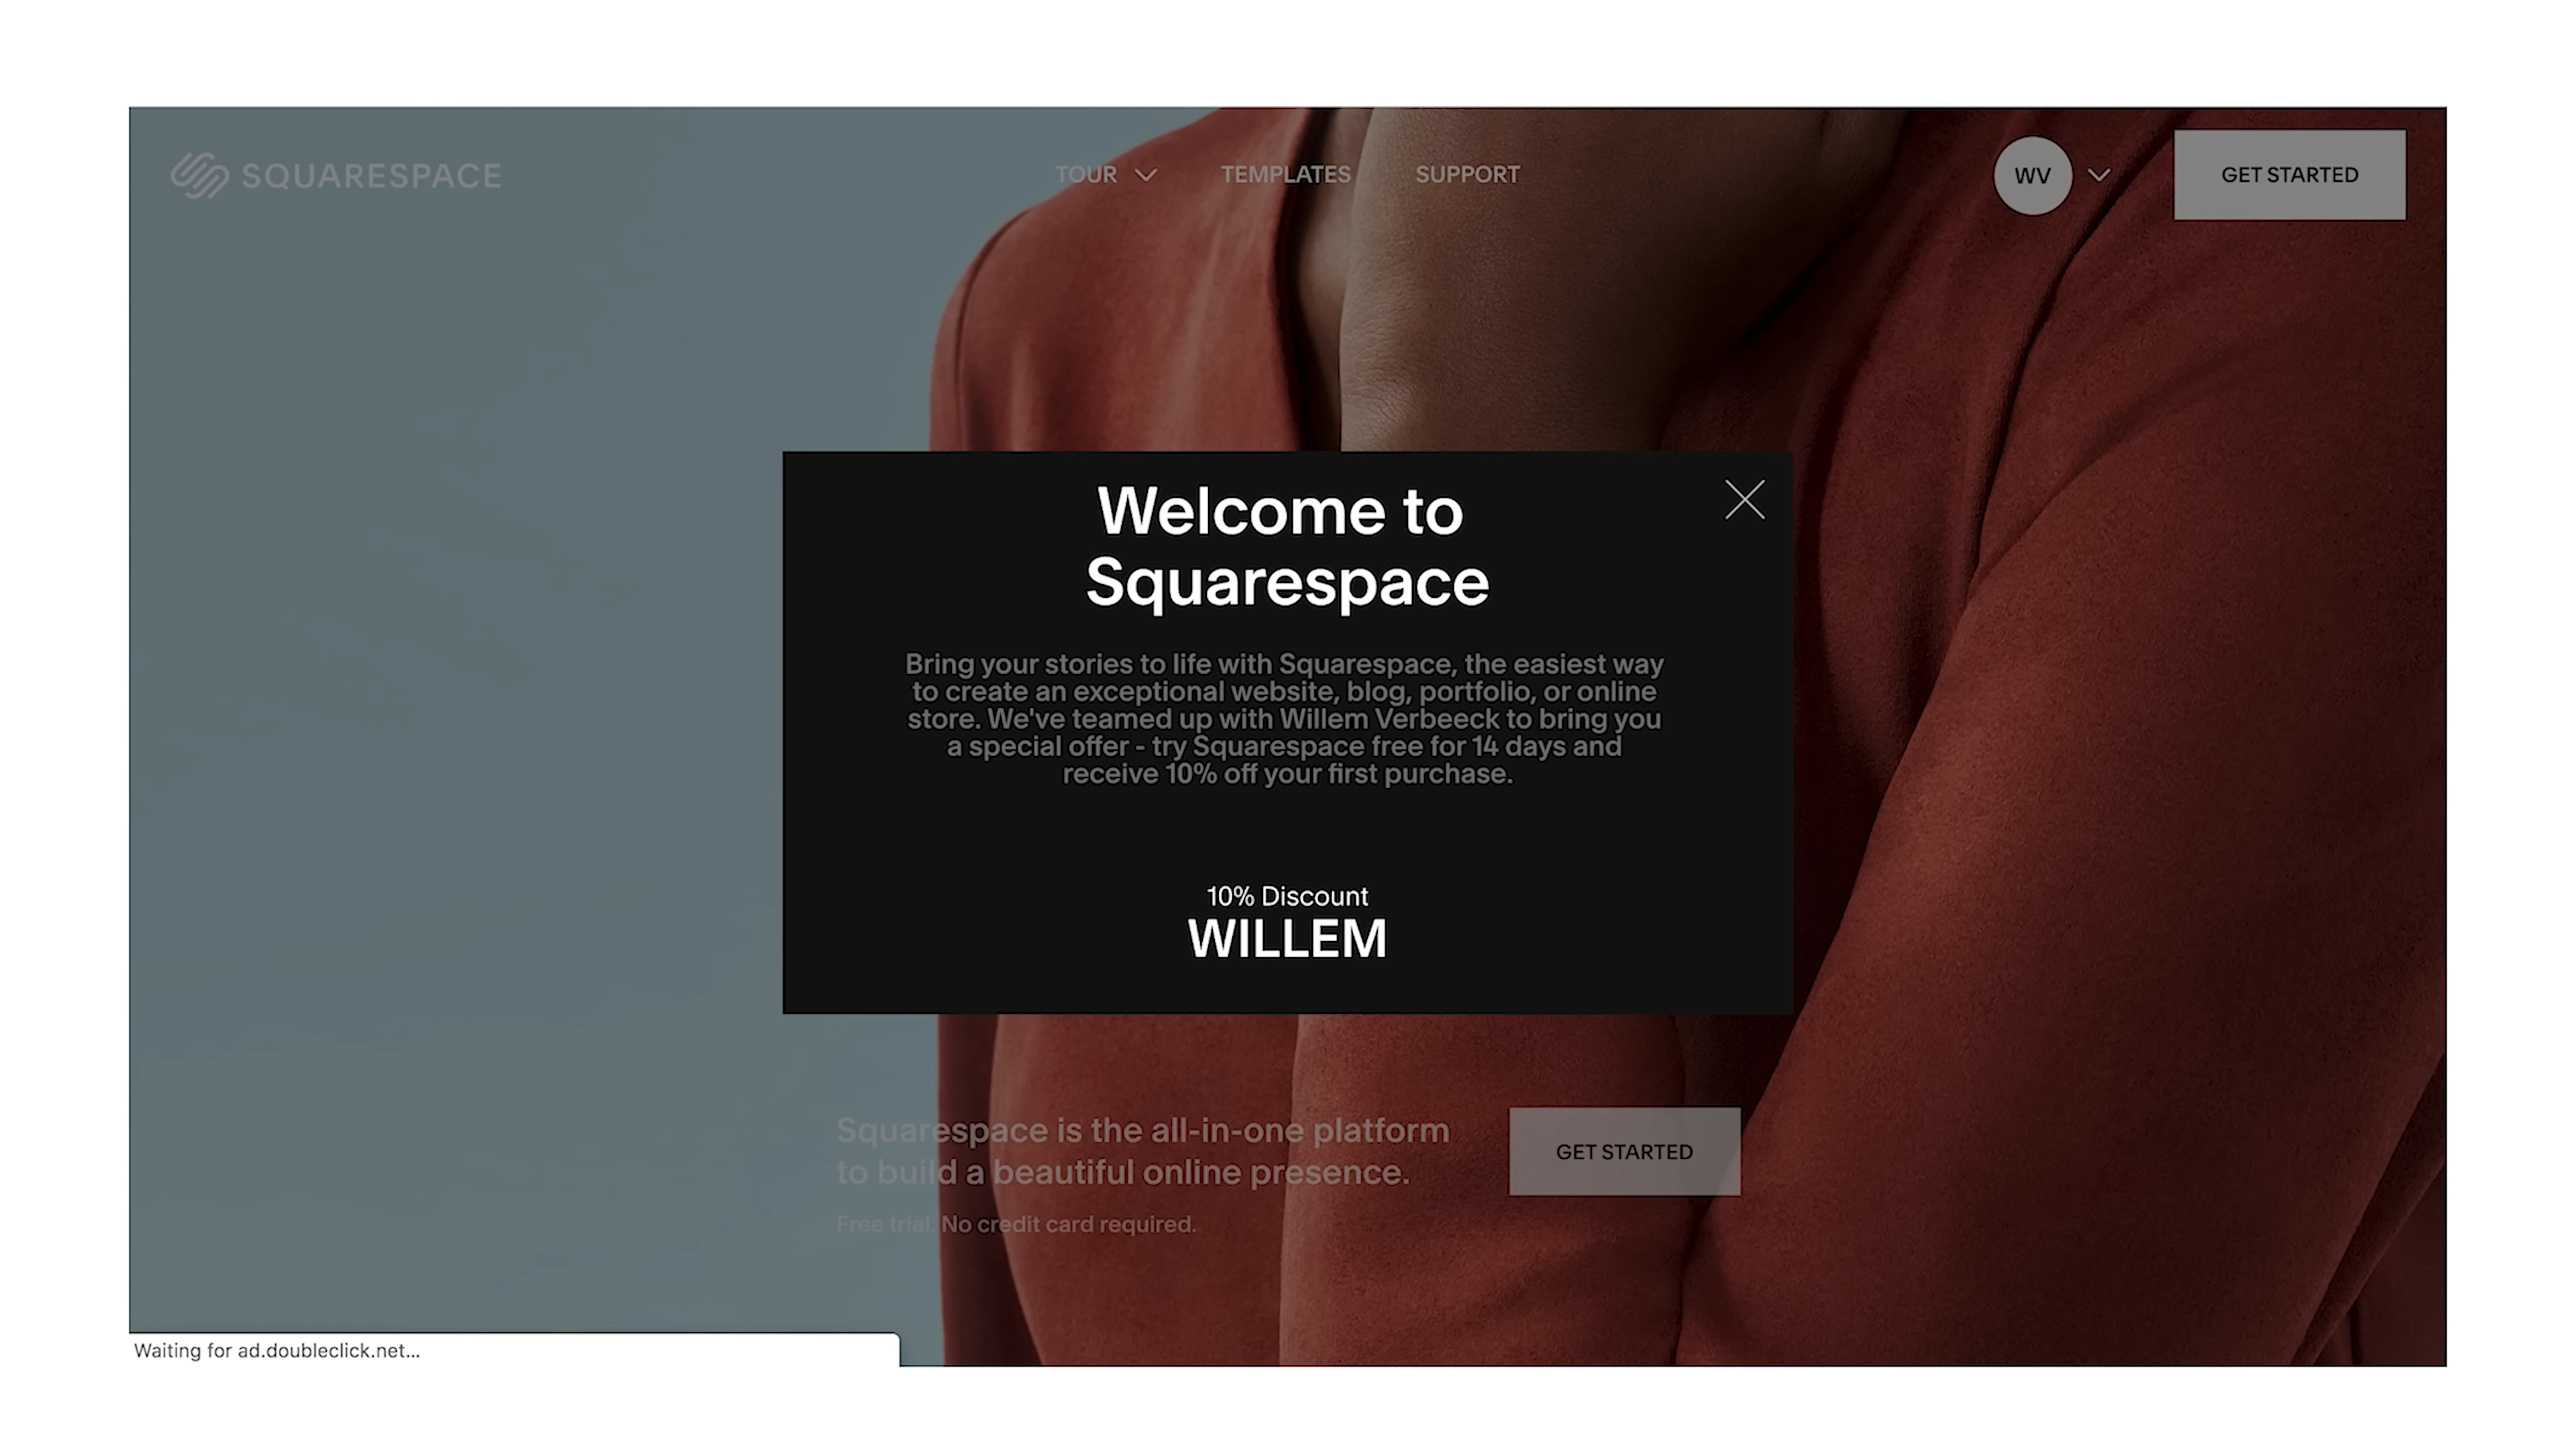 SQUARESPACE
TOUR
TEMPLATES
SUPPORT
WV
GET STARTED
Welcome to
Squarespace
Bring your stories to life with Squarespace, the easiest way
to create an exceptional website, blog, portfolio, or online
store. We've teamed up with Willem Verbeeck to bring you
a special offer - try Squarespace free for 14 days and
receive 10% off your first purchase.
10% Discount
WILLEM
Squarespace is the all-in-one platform
to build a beautiful online presence.
GET STARTED
Free trial. No credit card required.
Waiting for ad.doubleclick.net...